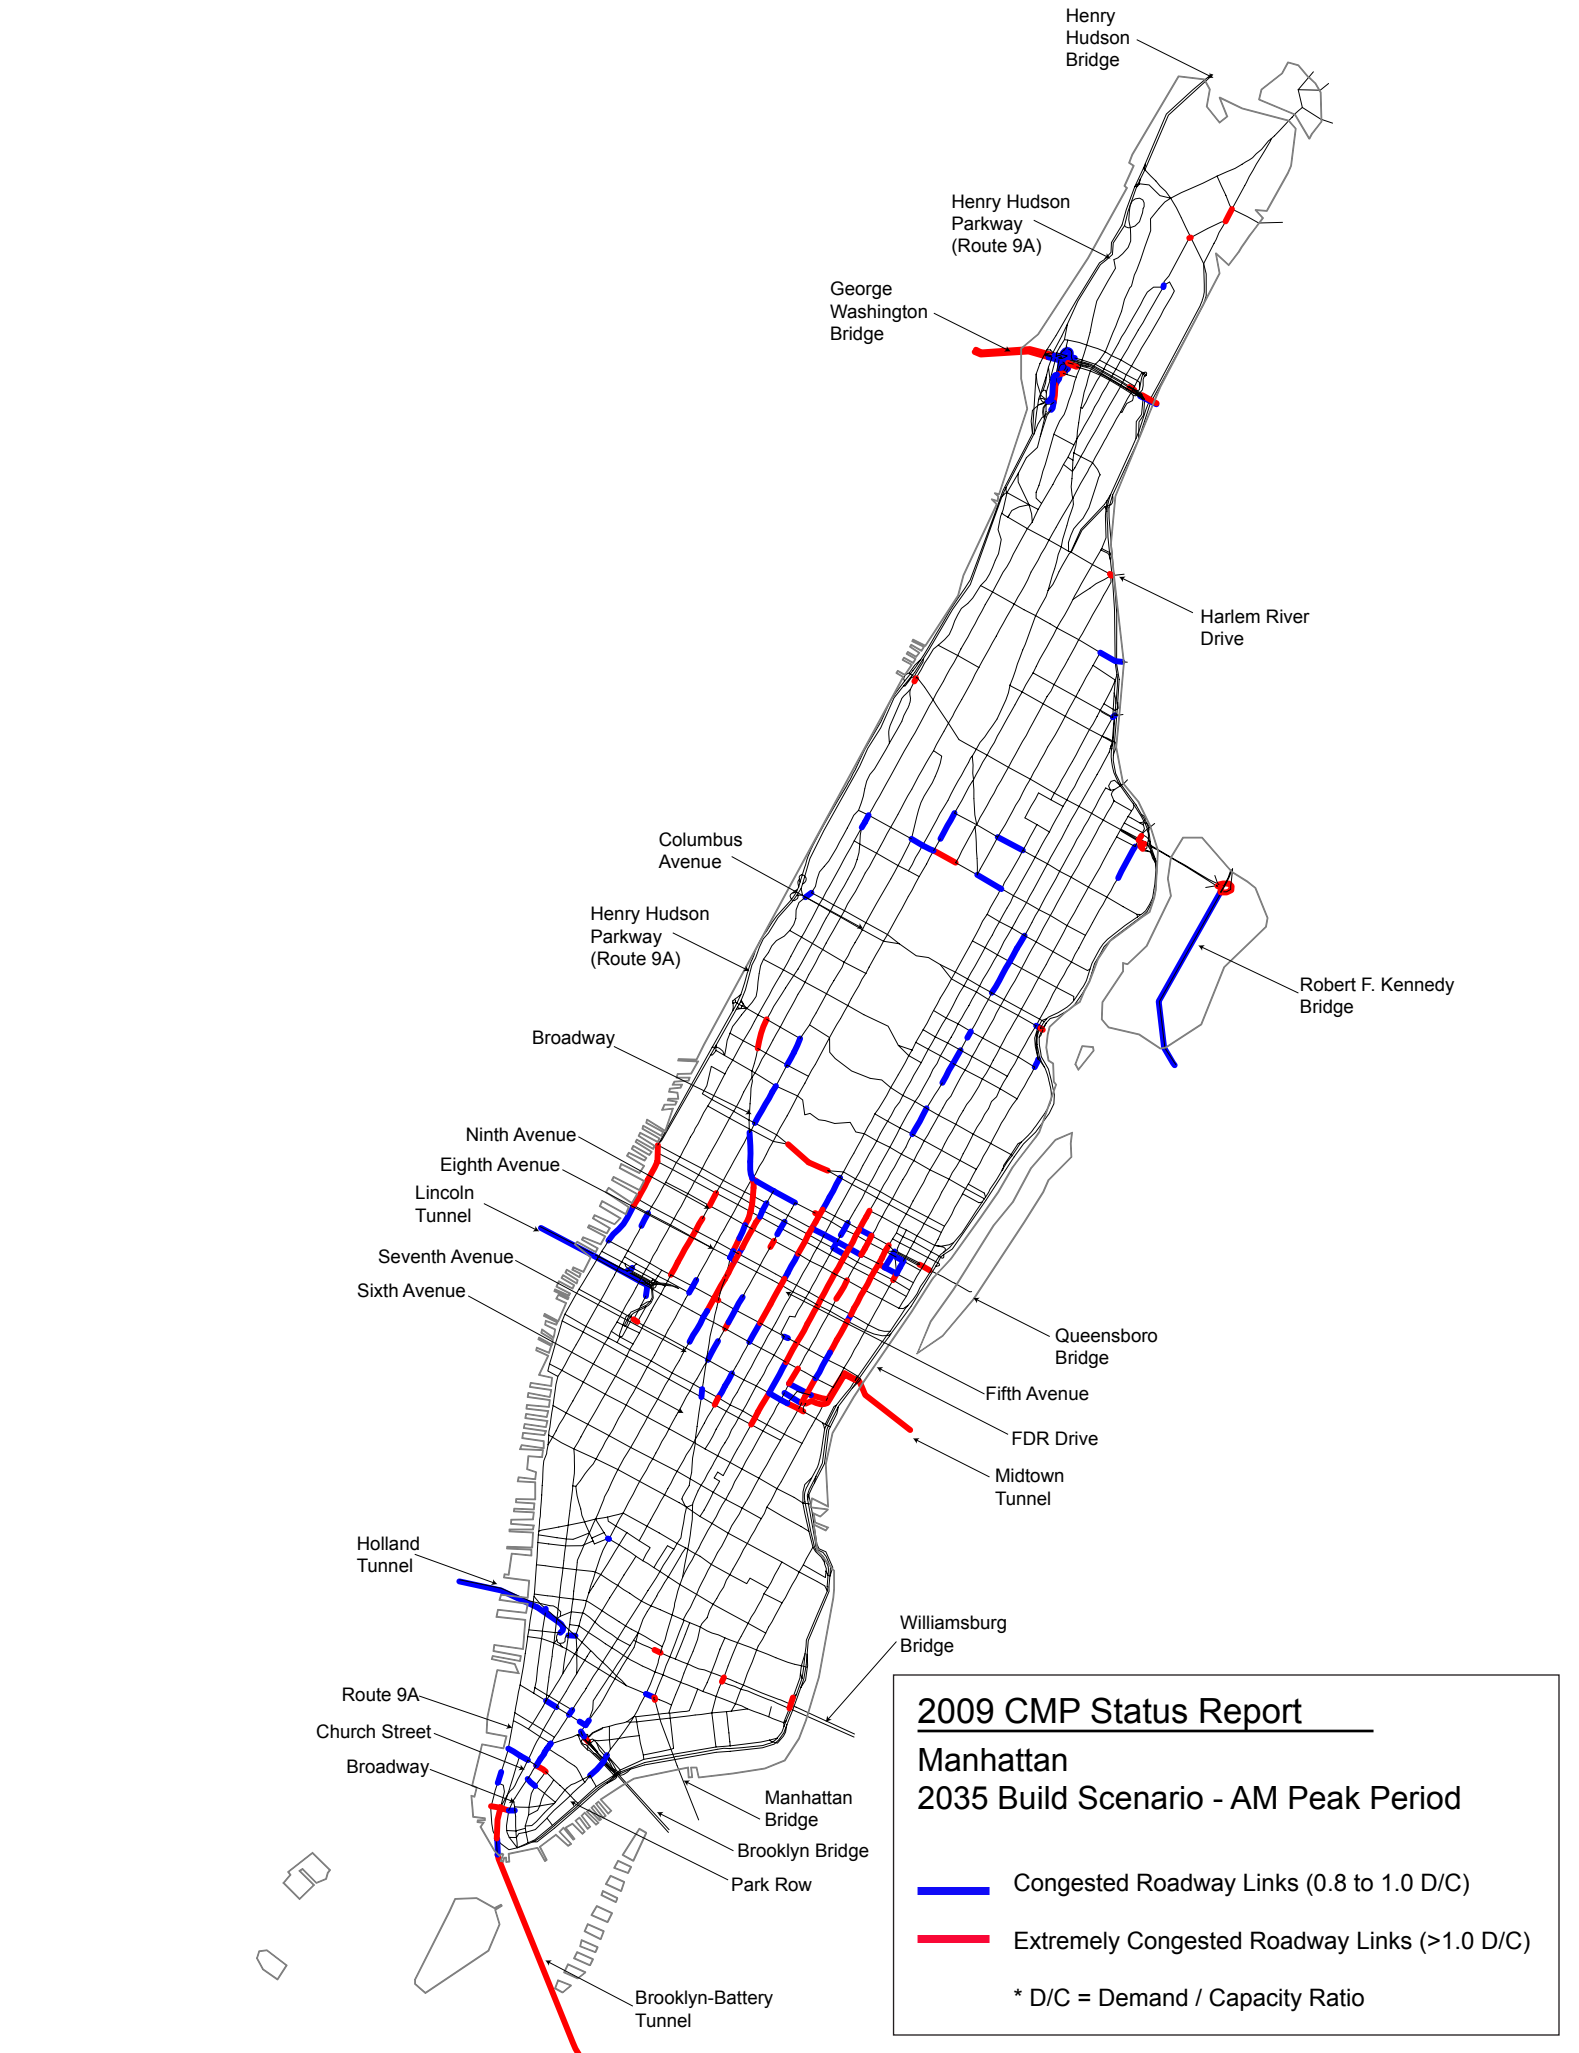 Henry
Hudson
Bridge
Henry Hudson
Parkway
(Route 9A)
George
Washington
Bridge
Harlem River
Drive
Columbus
Avenue
Henry Hudson
Parkway
(Route 9A)
Robert F. Kennedy
Bridge
Broadway
Ninth Avenue
Eighth Avenue
Lincoln
Tunnel
Seventh Avenue
Sixth Avenue
Queensboro
Bridge
Fifth Avenue
FDR Drive
Midtown
Tunnel
Holland
Tunnel
Williamsburg
Bridge
Route 9A
Church Street
Broadway
Manhattan
Bridge
Brooklyn Bridge
Park Row
Brooklyn-Battery
Tunnel
2009 CMP Status Report
Manhattan
2035 Build Scenario - AM Peak Period
Congested Roadway Links (0.8 to 1.0 D/C)
Extremely Congested Roadway Links (>1.0 D/C)
* D/C = Demand / Capacity Ratio